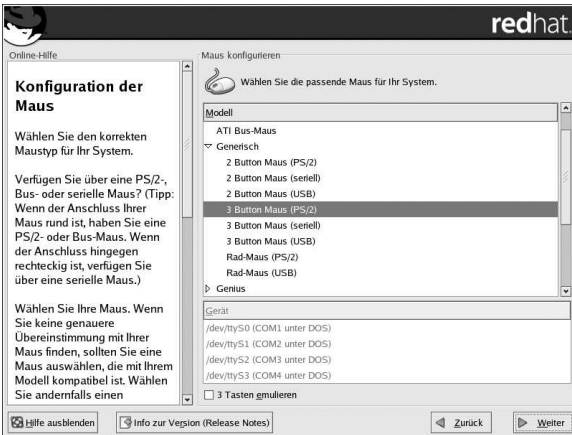 redhat.
Online-Hilfe
Konfiguration der
Maus
Wählen Sie den korrekten
Maustyp für Ihr System.
Verfügen Sie über eine PS/2-,
Bus- oder serielle Maus? (Tipp:
Wenn der Anschluss Ihrer
Maus rund ist, haben Sie eine
PS/2- oder Bus-Maus. Wenn
der Anschluss hingegen
rechteckig ist, verfügen Sie
über eine serielle Maus.)
Wählen Sie Ihre Maus. Wenn
Sie keine genauere
Übereinstimmung mit Ihrer
Maus finden, sollten Sie eine
Maus auswählen, die mit Ihrem
Modell kompatibel ist. Wählen
Sie andernfalls einen
Maus konfigurieren
Wählen Sie die passende Maus für Ihr System.
Modell
ATI Bus-Maus
Generisch
2 Button Maus (PS/2)
2 Button Maus (seriell)
2 Button Maus (USB)
3 Button Maus (PS/2)
3 Button Maus (seriell)
3 Button Maus (USB)
Rad-Maus (PS/2)
Rad-Maus (USB)
Genius
Gerät
/dev/ttyS0 (COM1 unter DOS)
/dev/ttyS1 (COM2 unter DOS)
/dev/ttyS2 (COM3 unter DOS)
/dev/ttyS3 (COM4 unter DOS)
3 Tasten emulieren
Hilfe ausblenden
Info zur Version (Release Notes)
Zurück
Weiter